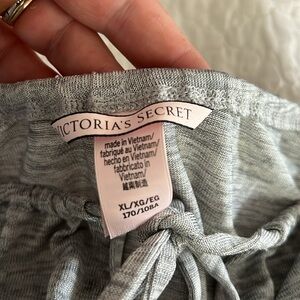 VICTORIA'S SECRET
made in Vietnam/
fabriqué au Vietnam/
hecho en Vietnam/
fabbricato in
Vietnam/
越南制造
XL/XG/EG
170/108A